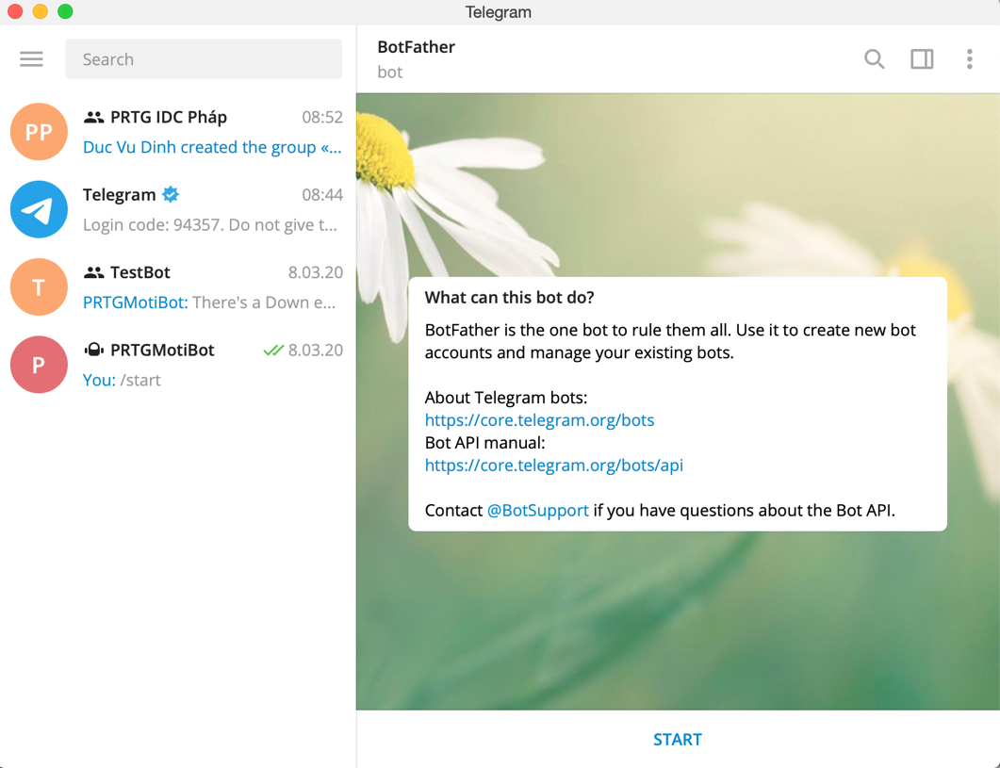 Telegram
Search
BotFather
bot
PP
PRTG IDC Pháp 08:52
Duc Vu Dinh created the group «...
Telegram 08:44
Login code: 94357. Do not give t...
T
TestBot 8.03.20
PRTGMotiBot: There's a Down e...
P
PRTGMotiBot 8.03.20
You: /start
What can this bot do?
BotFather is the one bot to rule them all. Use it to create new bot
accounts and manage your existing bots.
About Telegram bots:
https://core.telegram.org/bots
Bot API manual:
https://core.telegram.org/bots/api
Contact @BotSupport if you have questions about the Bot API.
START